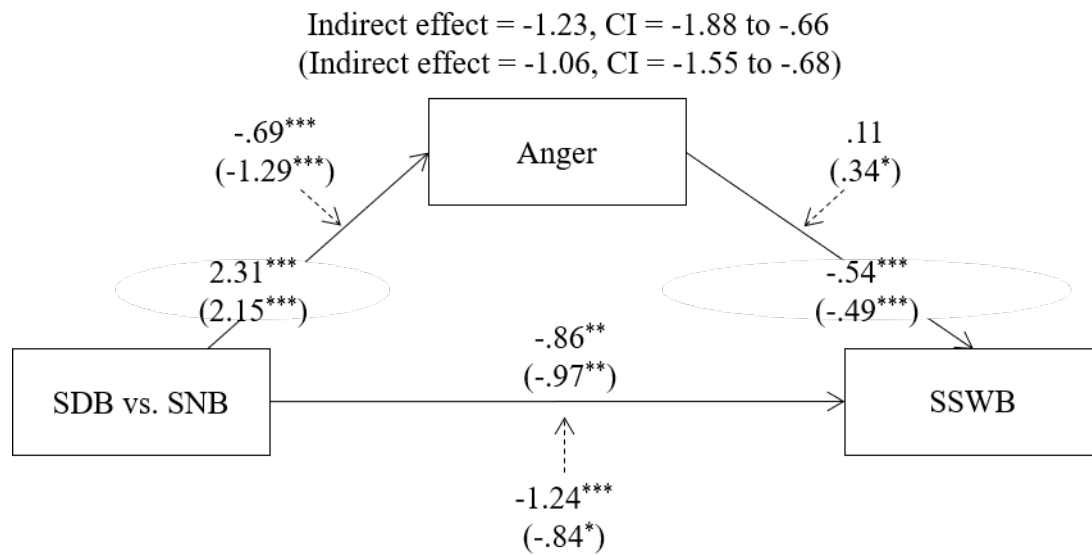 Indirect effect = -1.23, CI = -1.88 to -.66
(Indirect effect = -1.06, CI = -1.55 to -.68)
-.69***
(-1.29***)
Anger
.11
(.34*)
2.31***
(2.15***)
-.54***
(-.49***)
-.86**
(-.97**)
SDB vs. SNB
SSWB
-1.24***
(-.84*)